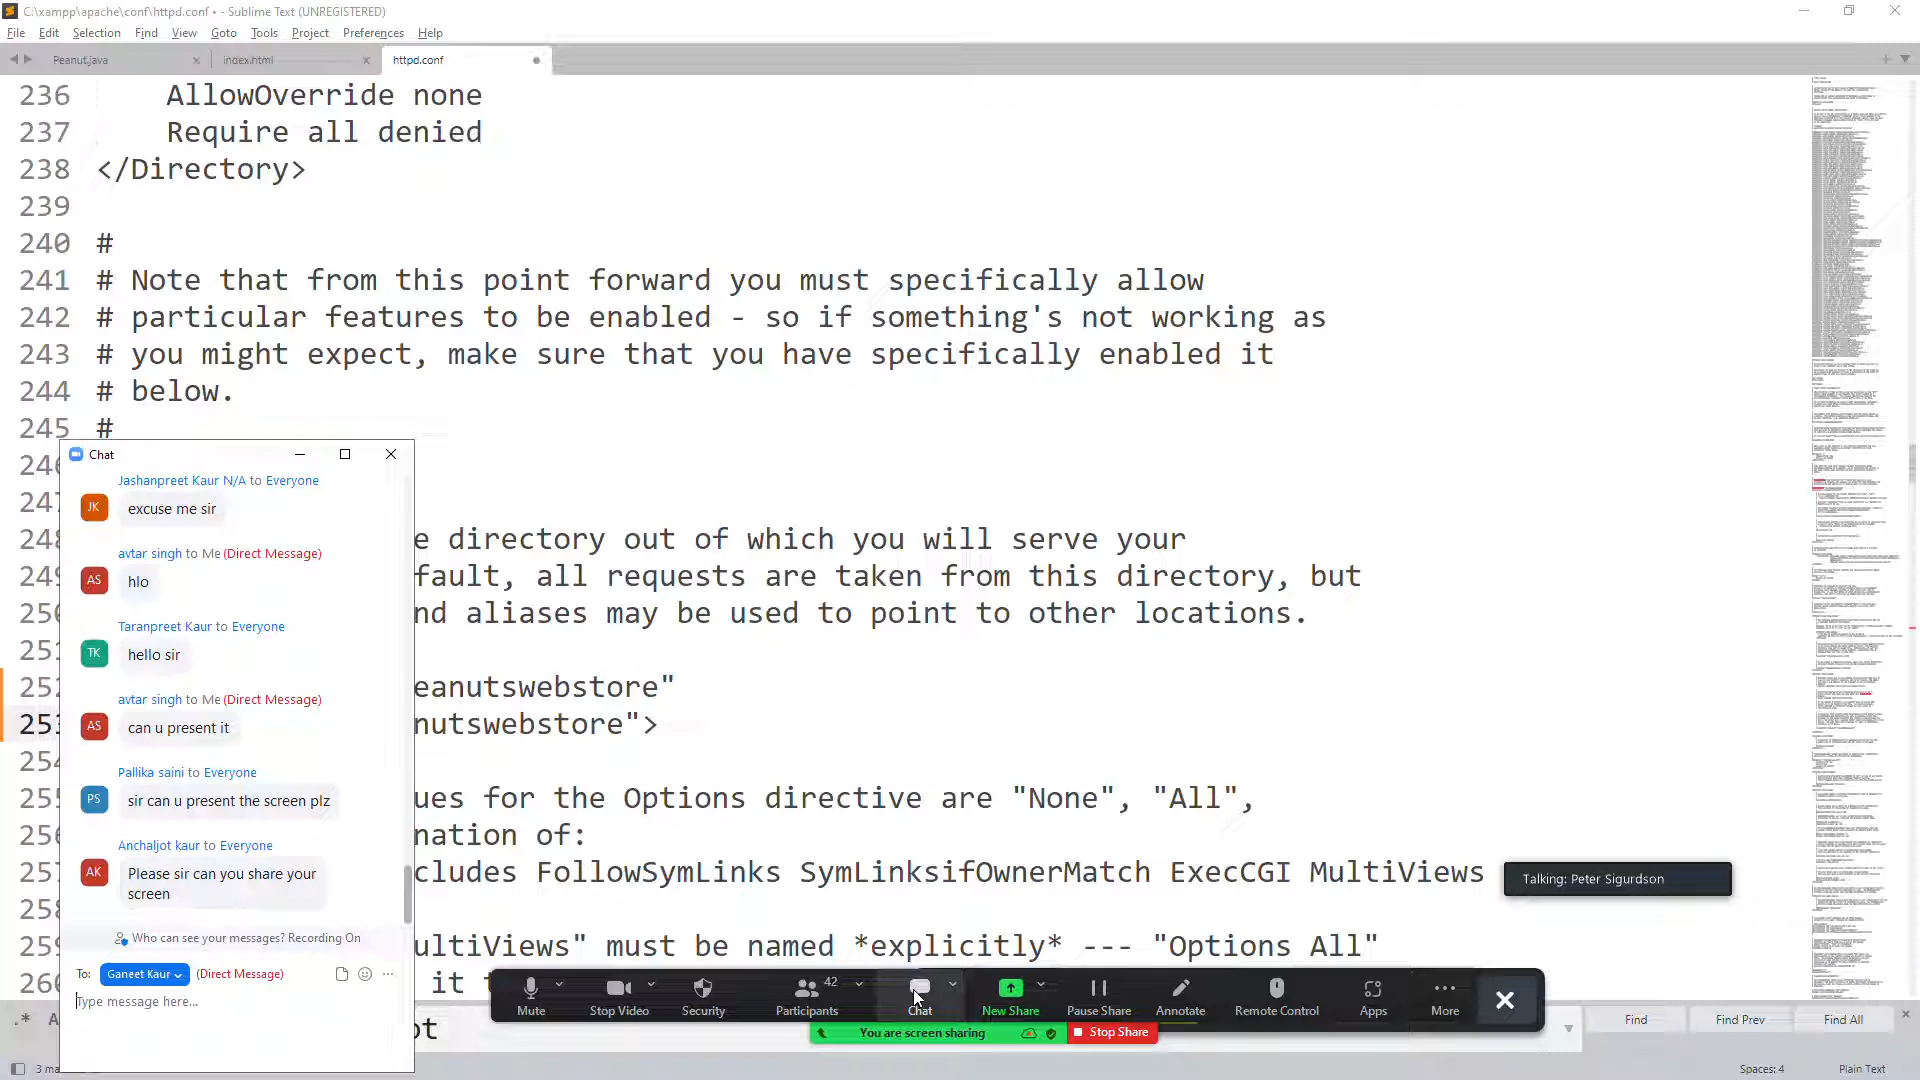 C:\xampp\apache\conf\httpd.conf • - Sublime Text (UNREGISTERED)
File Edit Selection Find View Goto Tools Project Preferences Help
Peanut.java × index.html × httpd.conf
236 AllowOverride none
237 Require all denied
238 </Directory>
239
240 #
241 # Note that from this point forward you must specifically allow
242 # particular features to be enabled - so if something's not working as
243 # you might expect, make sure that you have specifically enabled it
244 # below.
245 #
Chat
Jashanpreet Kaur N/A to Everyone
JK excuse me sir
avtar singh to Me (Direct Message)
AS hlo
Taranpreet Kaur to Everyone
TK hello sir
avtar singh to Me (Direct Message)
AS can u present it
Pallika saini to Everyone
PS sir can u present the screen plz
Anchaljot kaur to Everyone
AK Please sir can you share your
screen
Who can see your messages? Recording On
To: Ganeet Kaur (Direct Message)
Type message here...
e directory out of which you will serve your
fault, all requests are taken from this directory, but
nd aliases may be used to point to other locations.
eanutswebstore"
nutswebstore">
ues for the Options directive are "None", "All",
nation of:
cludes FollowSymLinks SymLinksifOwnerMatch ExecCGI MultiViews
Talking: Peter Sigurdson
ultiViews" must be named *explicitly* --- "Options All"
it
Mute Stop Video Security Participants 42 Chat New Share Pause Share Annotate Remote Control Apps More
You are screen sharing Stop Share
Find Find Prev Find All
Spaces: 4 Plain Text